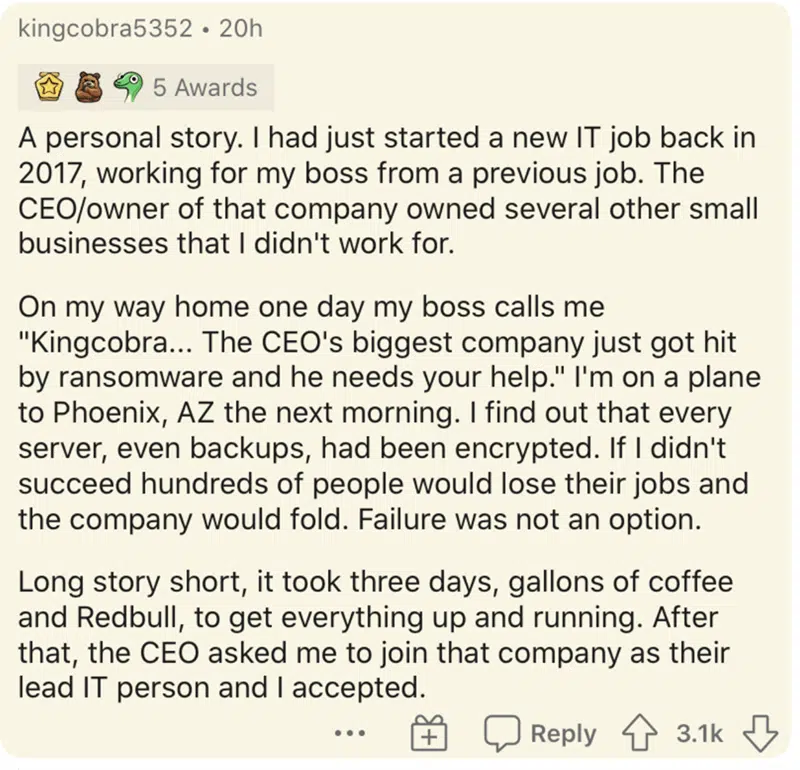 kingcobra5352 • 20h
5 Awards
A personal story. I had just started a new IT job back in
2017, working for my boss from a previous job. The
CEO/owner of that company owned several other small
businesses that I didn't work for.
On my way home one day my boss calls me
"Kingcobra... The CEO's biggest company just got hit
by ransomware and he needs your help." I'm on a plane
to Phoenix, AZ the next morning. I find out that every
server, even backups, had been encrypted. If I didn't
succeed hundreds of people would lose their jobs and
the company would fold. Failure was not an option.
Long story short, it took three days, gallons of coffee
and Redbull, to get everything up and running. After
that, the CEO asked me to join that company as their
lead IT person and I accepted.
Reply 3.1k